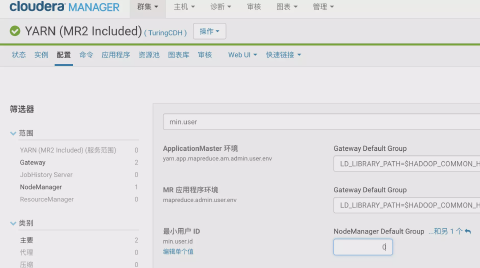 cloudera MANAGER 群集 主机 诊断 审核 图表 管理
YARN (MR2 Included) ( TuringCDH ) 操作
状态 实例 配置 命令 应用程序 资源池 图表库 审核 Web UI 快速链接
筛选器
min.user
范围
YARN (MR2 Included) (服务范围) 0
Gateway 2
JobHistory Server 0
NodeManager 1
ResourceManager 0
类别
主要 2
代理 0
压缩 0
ApplicationMaster 环境
yarn.app.mapreduce.am.admin.user.env
Gateway Default Group
LD_LIBRARY_PATH=$HADOOP_COMMON_H
MR 应用程序环境
mapreduce.admin.user.env
Gateway Default Group
LD_LIBRARY_PATH=$HADOOP_COMMON_H
最小用户 ID
min.user.id
编辑单个值
NodeManager Default Group ...和另 1 个
0